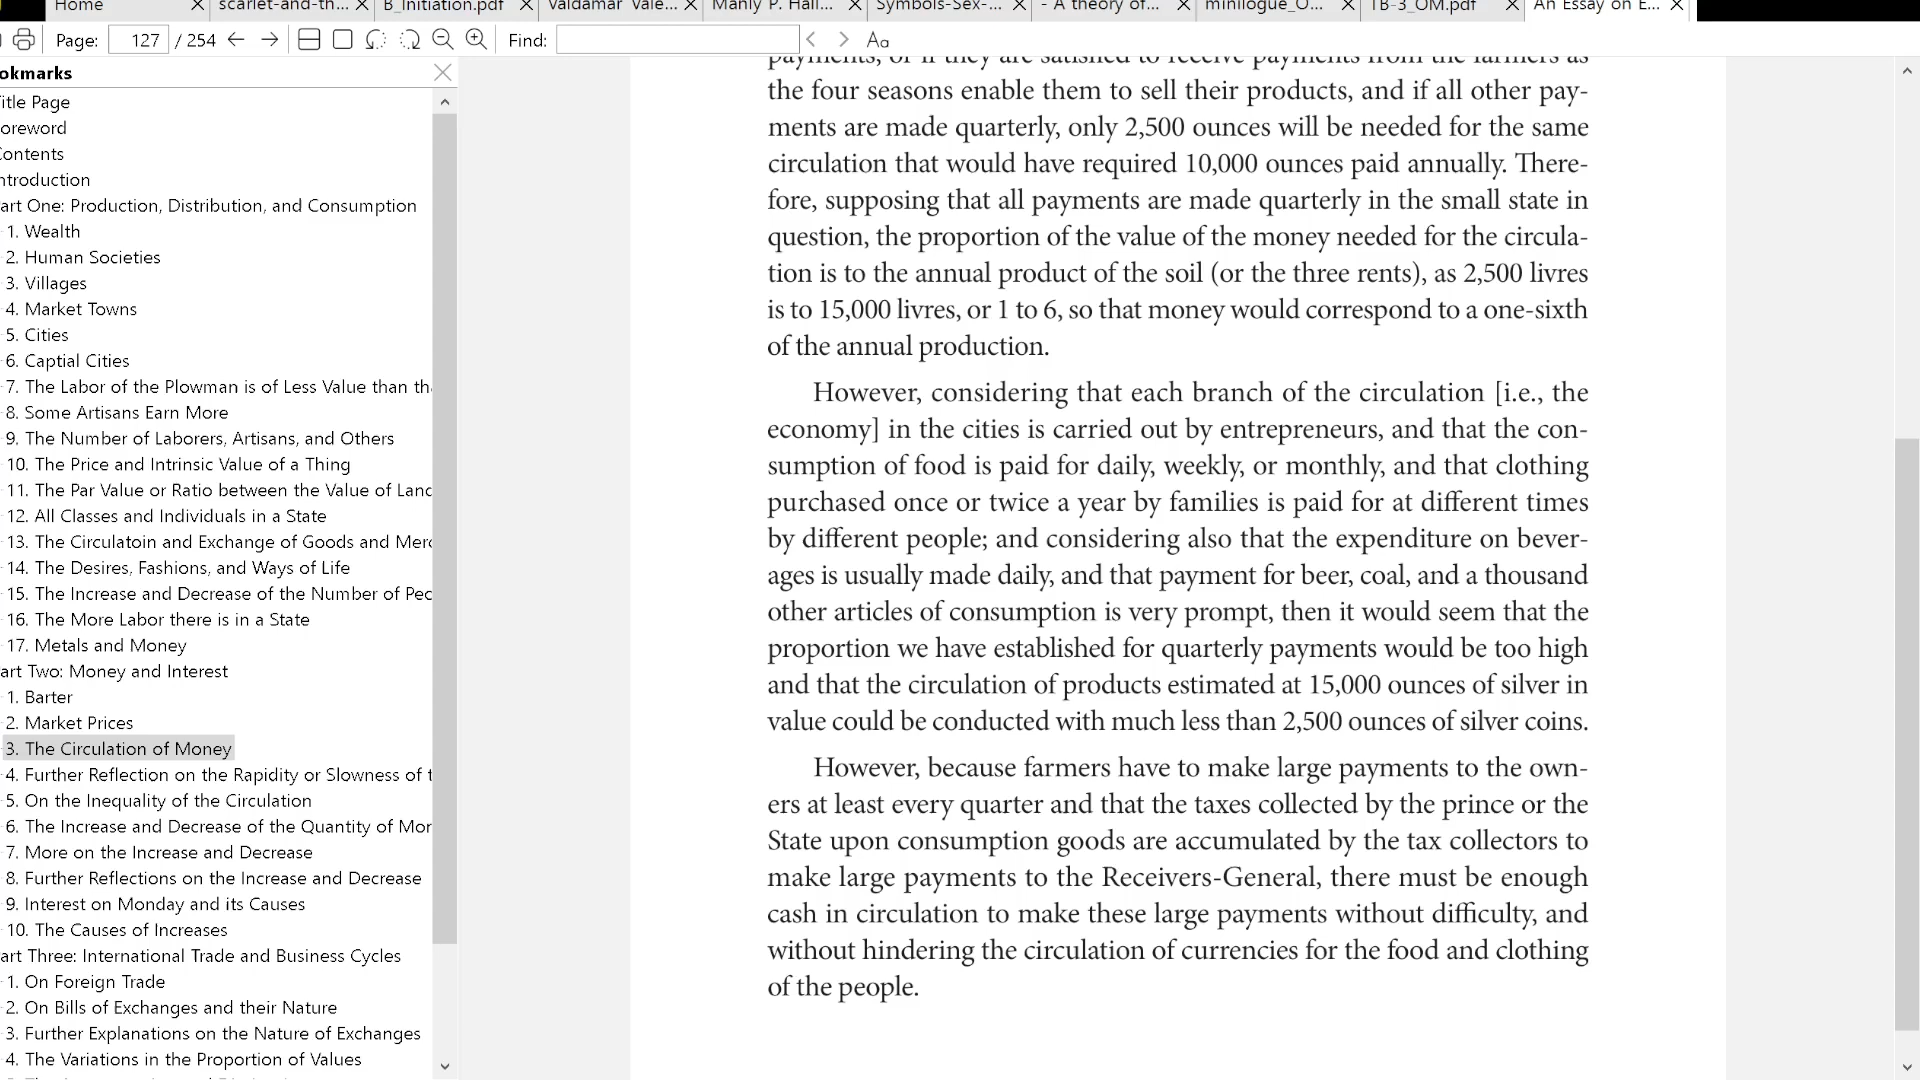 Home
scarlet-and-th...
B_Initiation.pdf
Valdamar Vale...
Manly P. Hall...
Symbols-Sex-...
- A theory of...
minilogue_O...
TB-3_OM.pdf
An Essay on E...
Page: 127 / 254
Find:
Aa
okmarks
itle Page
oreword
Contents
ntroduction
art One: Production, Distribution, and Consumption
1. Wealth
2. Human Societies
3. Villages
4. Market Towns
5. Cities
6. Captial Cities
7. The Labor of the Plowman is of Less Value than th
8. Some Artisans Earn More
9. The Number of Laborers, Artisans, and Others
10. The Price and Intrinsic Value of a Thing
11. The Par Value or Ratio between the Value of Lanc
12. All Classes and Individuals in a State
13. The Circulatoin and Exchange of Goods and Merc
14. The Desires, Fashions, and Ways of Life
15. The Increase and Decrease of the Number of Pec
16. The More Labor there is in a State
17. Metals and Money
art Two: Money and Interest
1. Barter
2. Market Prices
3. The Circulation of Money
4. Further Reflection on the Rapidity or Slowness of t
5. On the Inequality of the Circulation
6. The Increase and Decrease of the Quantity of Mor
7. More on the Increase and Decrease
8. Further Reflections on the Increase and Decrease
9. Interest on Monday and its Causes
10. The Causes of Increases
art Three: International Trade and Business Cycles
1. On Foreign Trade
2. On Bills of Exchanges and their Nature
3. Further Explanations on the Nature of Exchanges
4. The Variations in the Proportion of Values
payments, or if they are satisfied to receive payments from the farmers as
the four seasons enable them to sell their products, and if all other pay-
ments are made quarterly, only 2,500 ounces will be needed for the same
circulation that would have required 10,000 ounces paid annually. There-
fore, supposing that all payments are made quarterly in the small state in
question, the proportion of the value of the money needed for the circula-
tion is to the annual product of the soil (or the three rents), as 2,500 livres
is to 15,000 livres, or 1 to 6, so that money would correspond to a one-sixth
of the annual production.
However, considering that each branch of the circulation [i.e., the
economy] in the cities is carried out by entrepreneurs, and that the con-
sumption of food is paid for daily, weekly, or monthly, and that clothing
purchased once or twice a year by families is paid for at different times
by different people; and considering also that the expenditure on bever-
ages is usually made daily, and that payment for beer, coal, and a thousand
other articles of consumption is very prompt, then it would seem that the
proportion we have established for quarterly payments would be too high
and that the circulation of products estimated at 15,000 ounces of silver in
value could be conducted with much less than 2,500 ounces of silver coins.
However, because farmers have to make large payments to the own-
ers at least every quarter and that the taxes collected by the prince or the
State upon consumption goods are accumulated by the tax collectors to
make large payments to the Receivers-General, there must be enough
cash in circulation to make these large payments without difficulty, and
without hindering the circulation of currencies for the food and clothing
of the people.